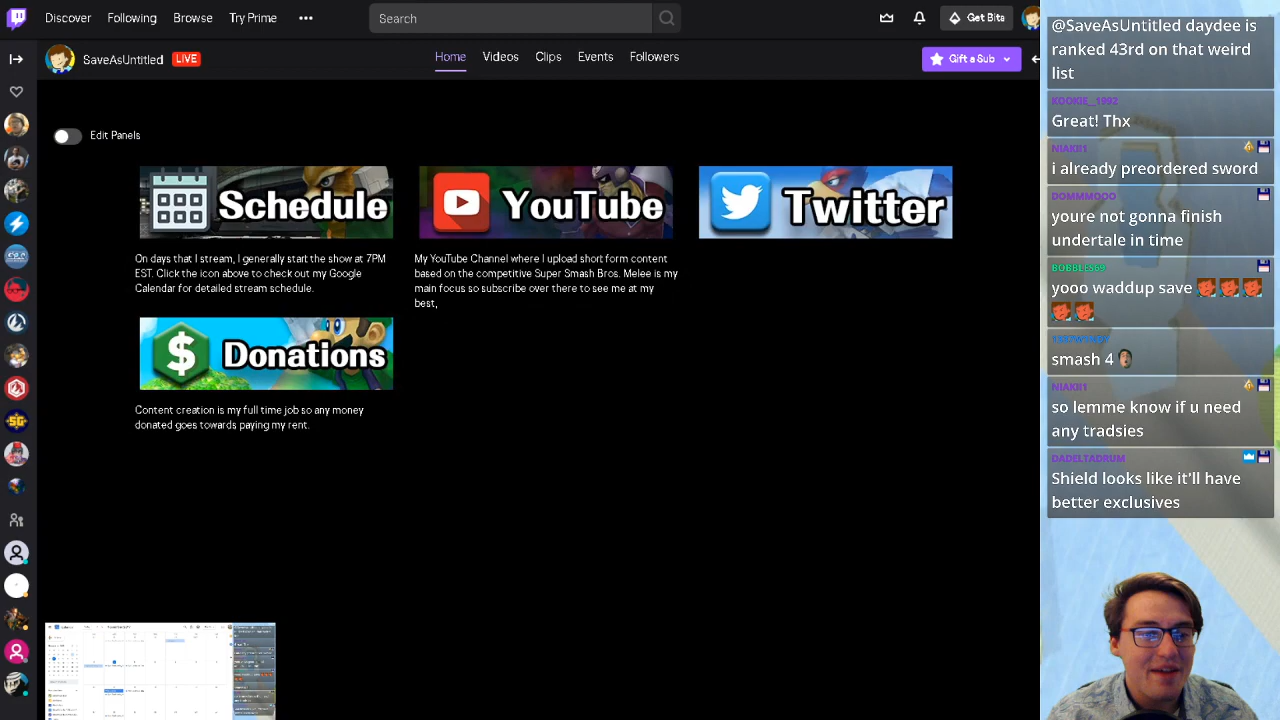 Discover Following Browse Try Prime Search Get Bits
SaveAsUntitled LIVE Home Videos Clips Events Followers Gift a Sub
Edit Panels
Schedule
On days that I stream, I generally start the show at 7PM
EST. Click the icon above to check out my Google
Calendar for detailed stream schedule.
YouTube
My YouTube Channel where I upload short form content
based on the competitive Super Smash Bros. Melee is my
main focus so subscribe over there to see me at my
best,
Twitter
Donations
Content creation is my full time job so any money
donated goes towards paying my rent.
@SaveAsUntitled daydee is
ranked 43rd on that weird
list
KOOKIE__1992
Great! Thx
NIAKII1
i already preordered sword
DOMMMOOO
youre not gonna finish
undertale in time
BOBBLES69
yooo waddup save
smash 4
NIAKII1
so lemme know if u need
any tradsies
DADELTADRUM
Shield looks like it'll have
better exclusives